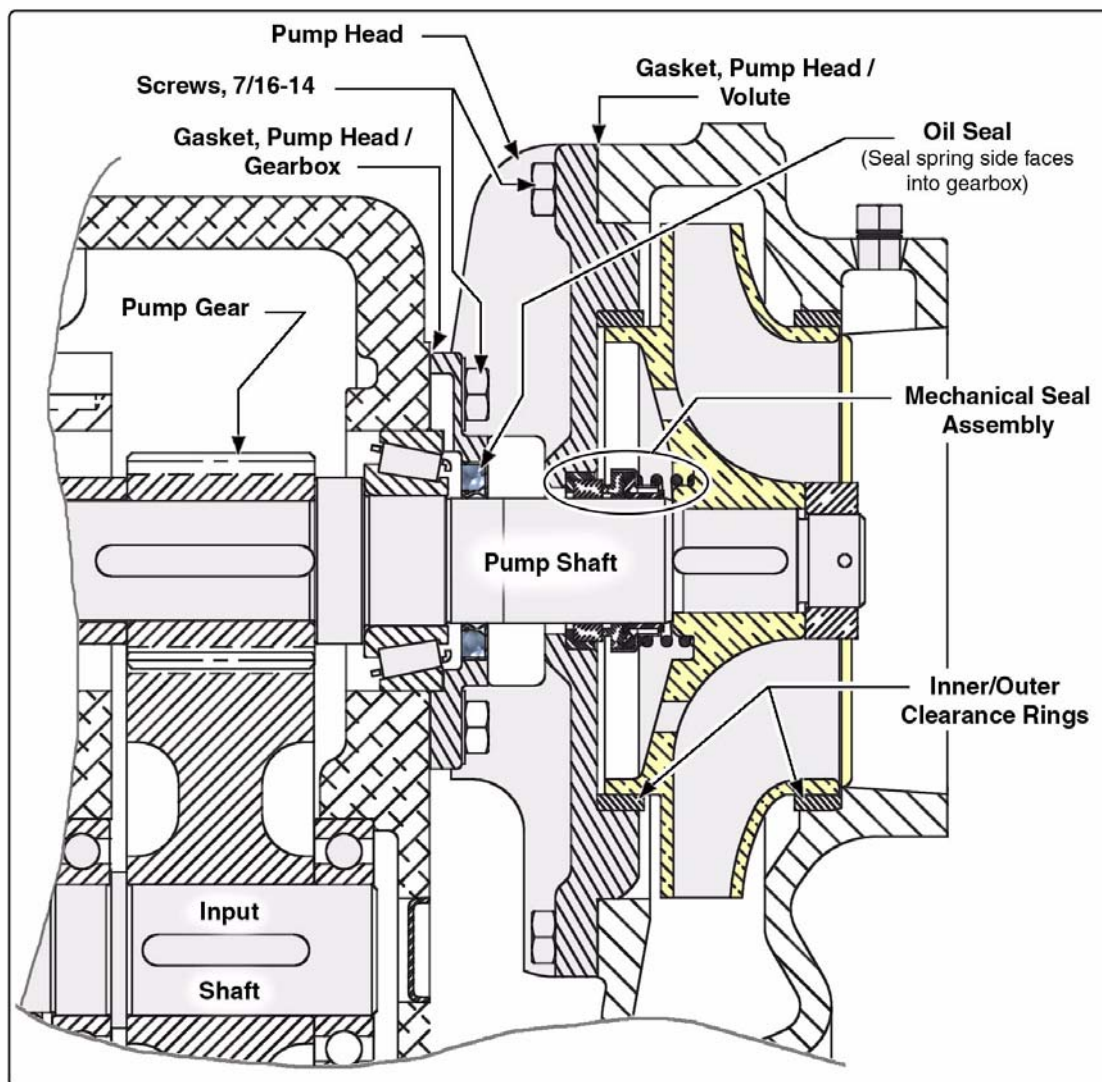 Pump Head
Screws, 7/16-14
Gasket, Pump Head /
Gearbox
Gasket, Pump Head /
Volute
Oil Seal
(Seal spring side faces
into gearbox)
Pump Gear
Mechanical Seal
Assembly
Pump Shaft
Inner/Outer
Clearance Rings
Input
Shaft